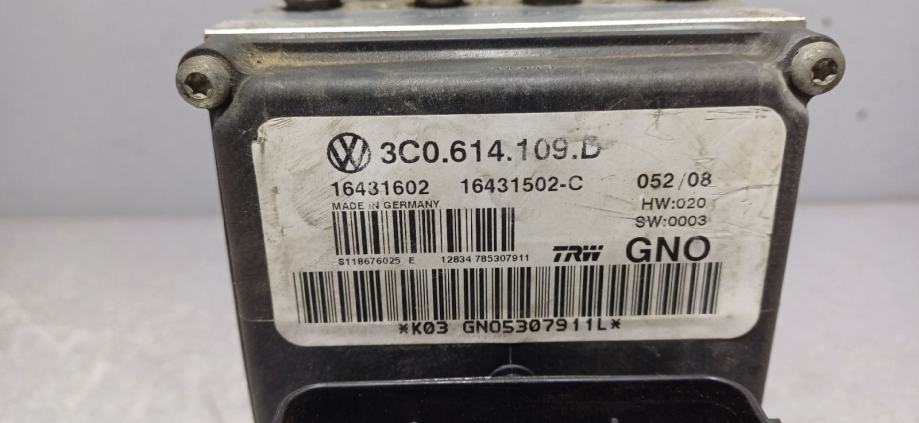 3C0.614.109.D
16431602 16431502-C 052/08
MADE IN GERMANY HW:020
SW:0003
S118676025 E 12834 785307911 TRW GNO
*K03 GNO5307911L*